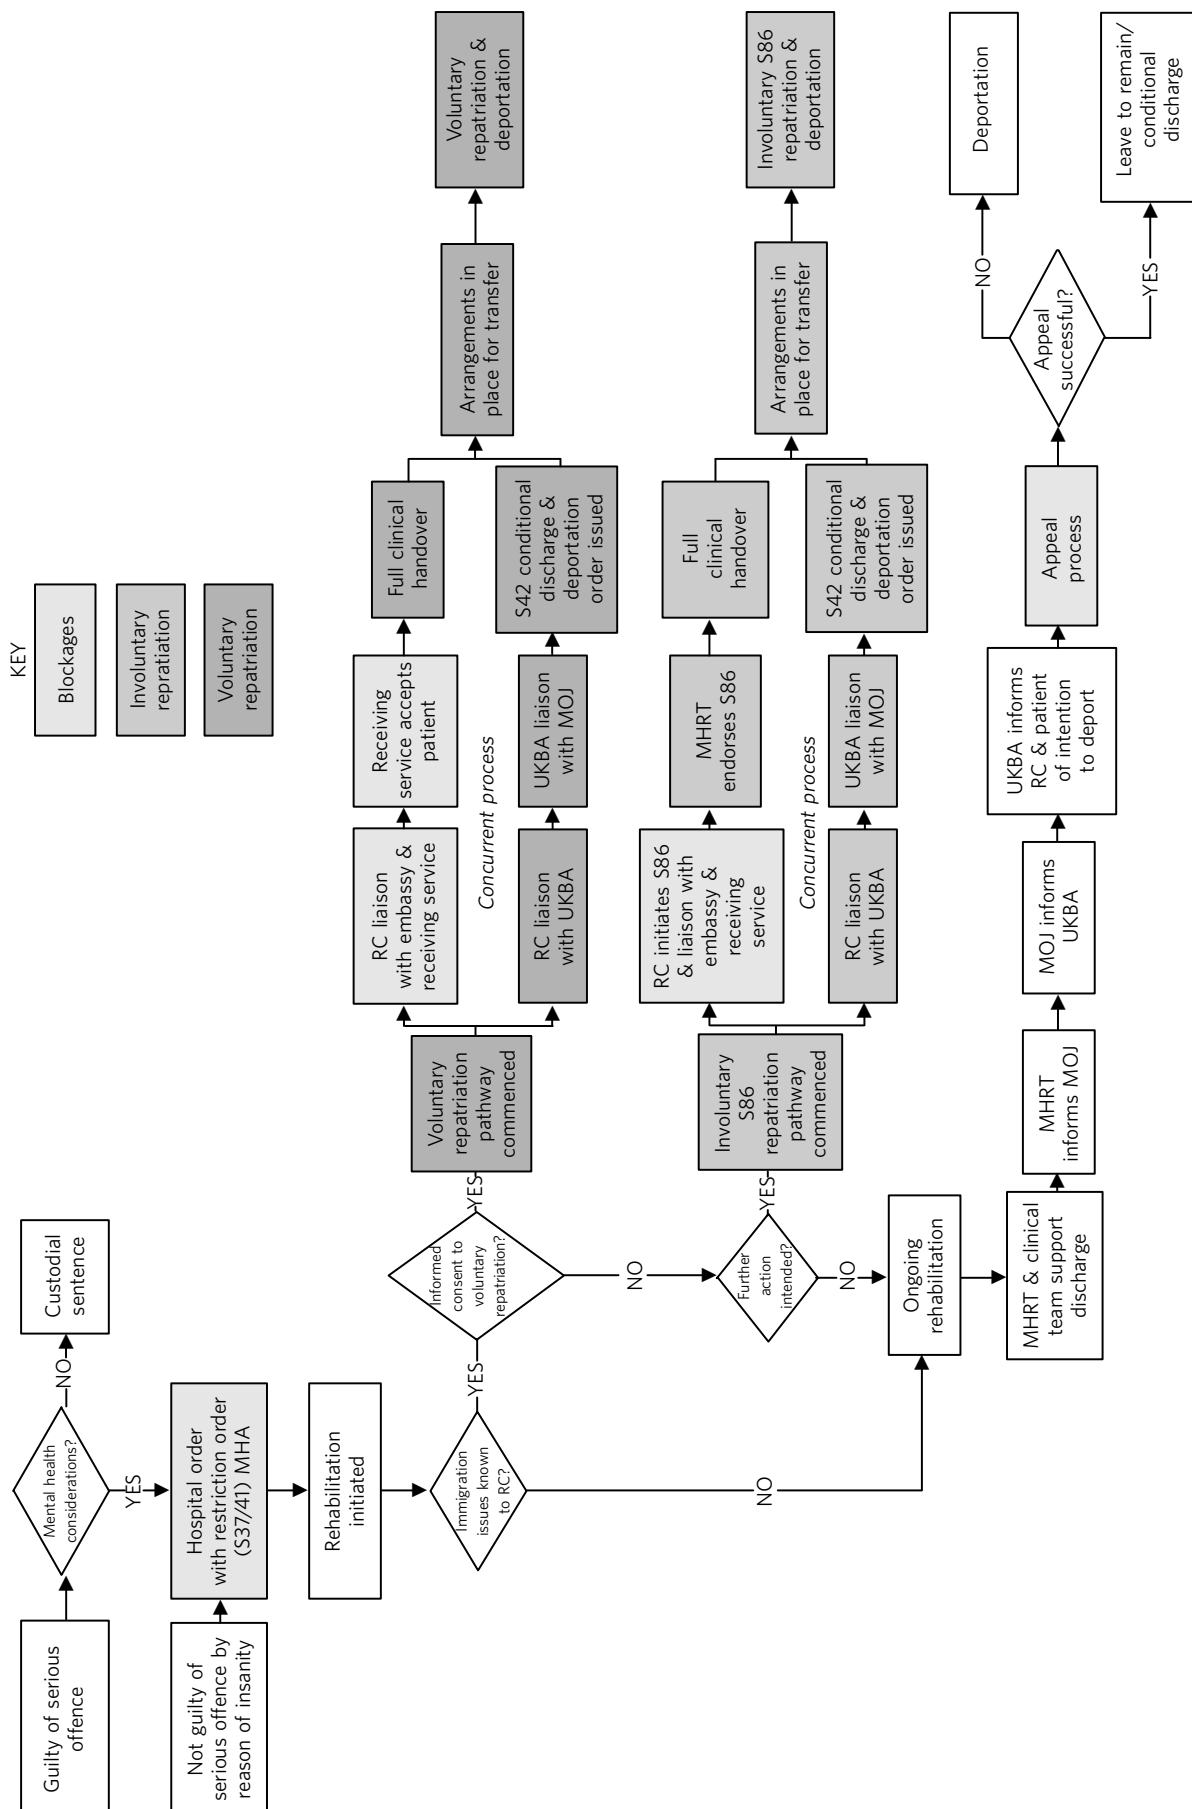 KEY
Blockages
Involuntary
repratiation
Voluntary
repatriation
Guilty of serious
offence
Mental health
considerations?
NO
Custodial
sentence
YES
Not guilty of
serious offence by
reason of insanity
Hospital order
with restriction order
(S37/41) MHA
Rehabilitation
initiated
Immigration
issues known
to RC?
YES
NO
Informed
consent to
voluntary
repatriation?
YES
NO
Voluntary
repatriation
pathway
commenced
RC liaison
with embassy &
receiving service
Receiving
service accepts
patient
Full clinical
handover
Concurrent process
RC liaison
with UKBA
UKBA liaison
with MOJ
S42 conditional
discharge &
deportation
order issued
Arrangements in
place for transfer
Voluntary
repatriation &
deportation
Further
action
intended?
YES
NO
Involuntary
S86
repatriation
pathway
commenced
RC initiates S86
& liaison with
embassy &
receiving
service
MHRT
endorses S86
Full
clinical
handover
Concurrent process
RC liaison
with UKBA
UKBA liaison
with MOJ
S42 conditional
discharge &
deportation
order issued
Arrangements in
place for transfer
Involuntary S86
repatriation &
deportation
Ongoing
rehabilitation
MHRT & clinical
team support
discharge
MHRT
informs MOJ
MOJ informs
UKBA
UKBA informs
RC & patient
of intention
to deport
Appeal
process
Appeal
successful?
NO
Deportation
YES
Leave to remain/
conditional
discharge